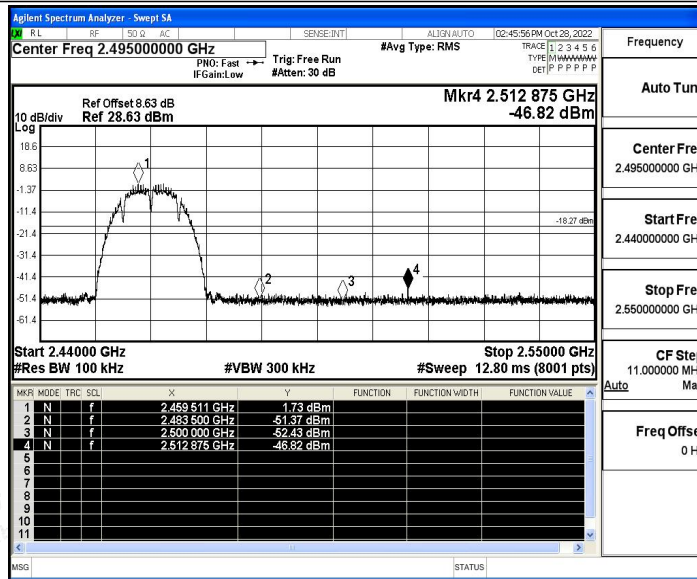 Agilent Spectrum Analyzer - Swept SA
RL RF 50 Ω AC SENSE:INT ALIGN AUTO 02:45:56 PM Oct 28, 2022
Center Freq 2.495000000 GHz
#Avg Type: RMS
TRACE 1 2 3 4 5 6
TYPE M
DET P P P P P P
PNO: Fast
IFGain:Low
Trig: Free Run
#Atten: 30 dB
Mkr4 2.512 875 GHz
-46.82 dBm
Ref Offset 8.63 dB
10 dB/div Ref 28.63 dBm
Log
18.6
8.63
-1.37
-11.4
-21.4
-31.4
-41.4
-51.4
-61.4
1
2
3
4
-18.27 dBm
Start 2.44000 GHz Stop 2.55000 GHz
#Res BW 100 kHz #VBW 300 kHz #Sweep 12.80 ms (8001 pts)
MKR MODE TRC SCL X Y FUNCTION FUNCTION WIDTH FUNCTION VALUE
1 N f 2.459 511 GHz 1.73 dBm
2 N f 2.483 500 GHz -51.37 dBm
3 N f 2.500 000 GHz -52.43 dBm
4 N f 2.512 875 GHz -46.82 dBm
5
6
7
8
9
10
11
MSG STATUS
Frequency
Auto Tun
Center Fre
2.495000000 GH
Start Fre
2.440000000 GH
Stop Fre
2.550000000 GH
CF Ste
11.000000 MH
Auto Ma
Freq Offse
0 H